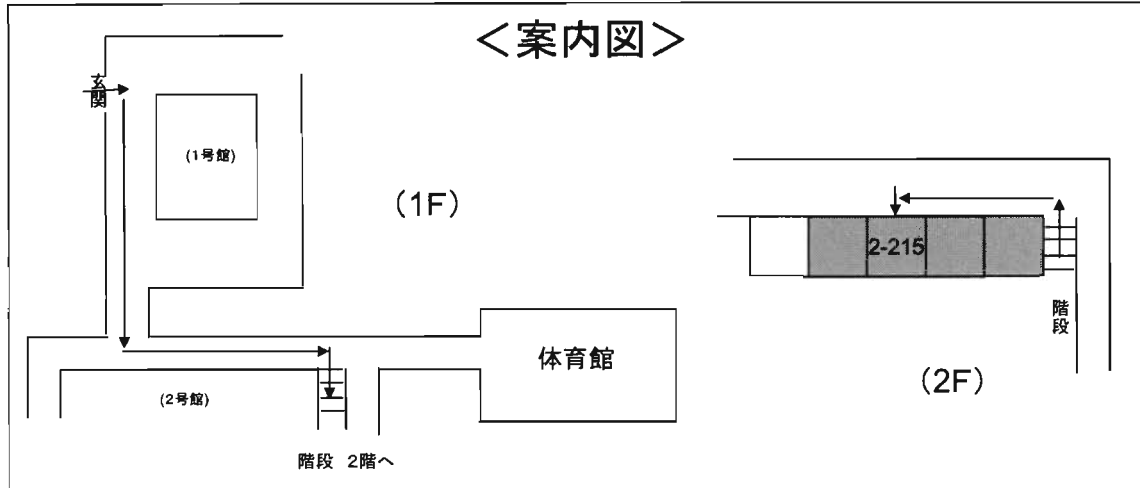 ＜案内図＞
玄関
(1号館)
（1F）
2-215
階段
体育館
（2F）
(2号館)
階段 2階へ